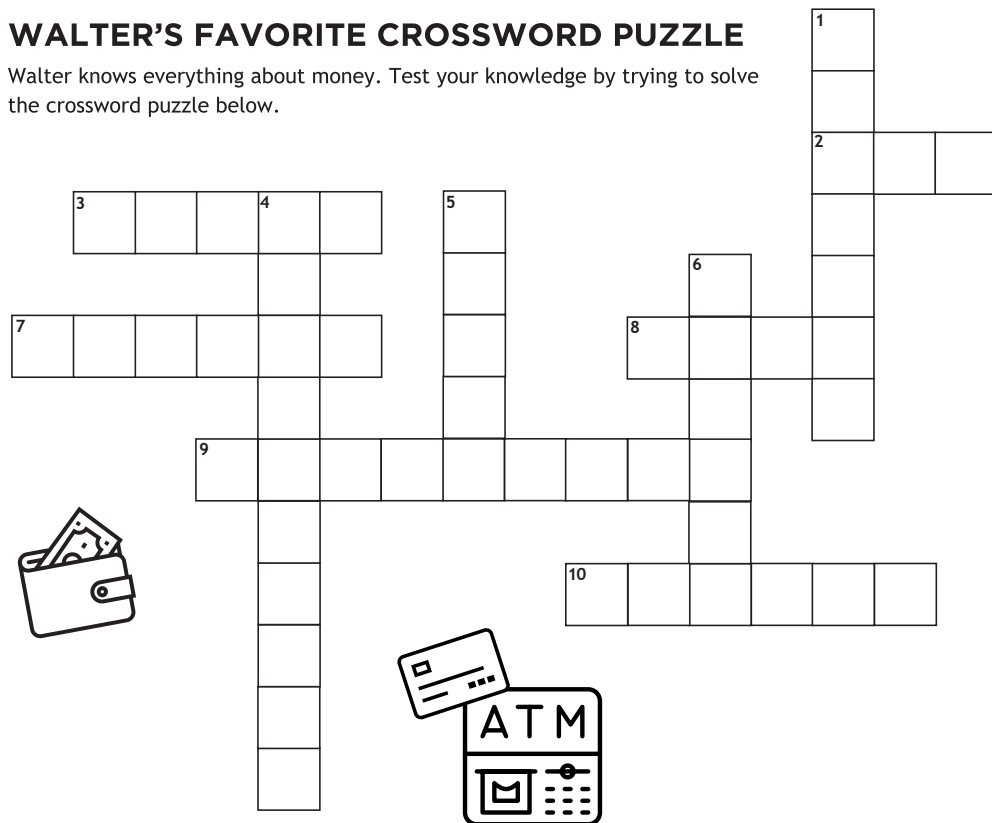 WALTER’S FAVORITE CROSSWORD PUZZLE
Walter knows everything about money. Test your knowledge by trying to solve
the crossword puzzle below.
1
2
3
4
5
6
7
8
9
10
ATM